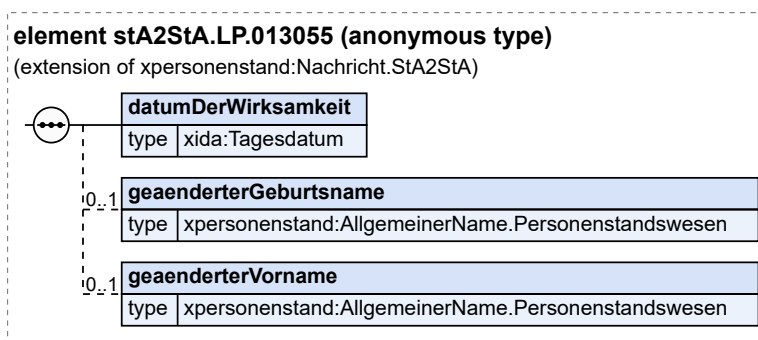 element stA2StA.LP.013055 (anonymous type)
(extension of xpersonenstand:Nachricht.StA2StA)
datumDerWirksamkeit
type xida:Tagesdatum
0..1 geaenderterGeburtsname
type xpersonenstand:AllgemeinerName.Personenstandswesen
0..1 geaenderterVorname
type xpersonenstand:AllgemeinerName.Personenstandswesen